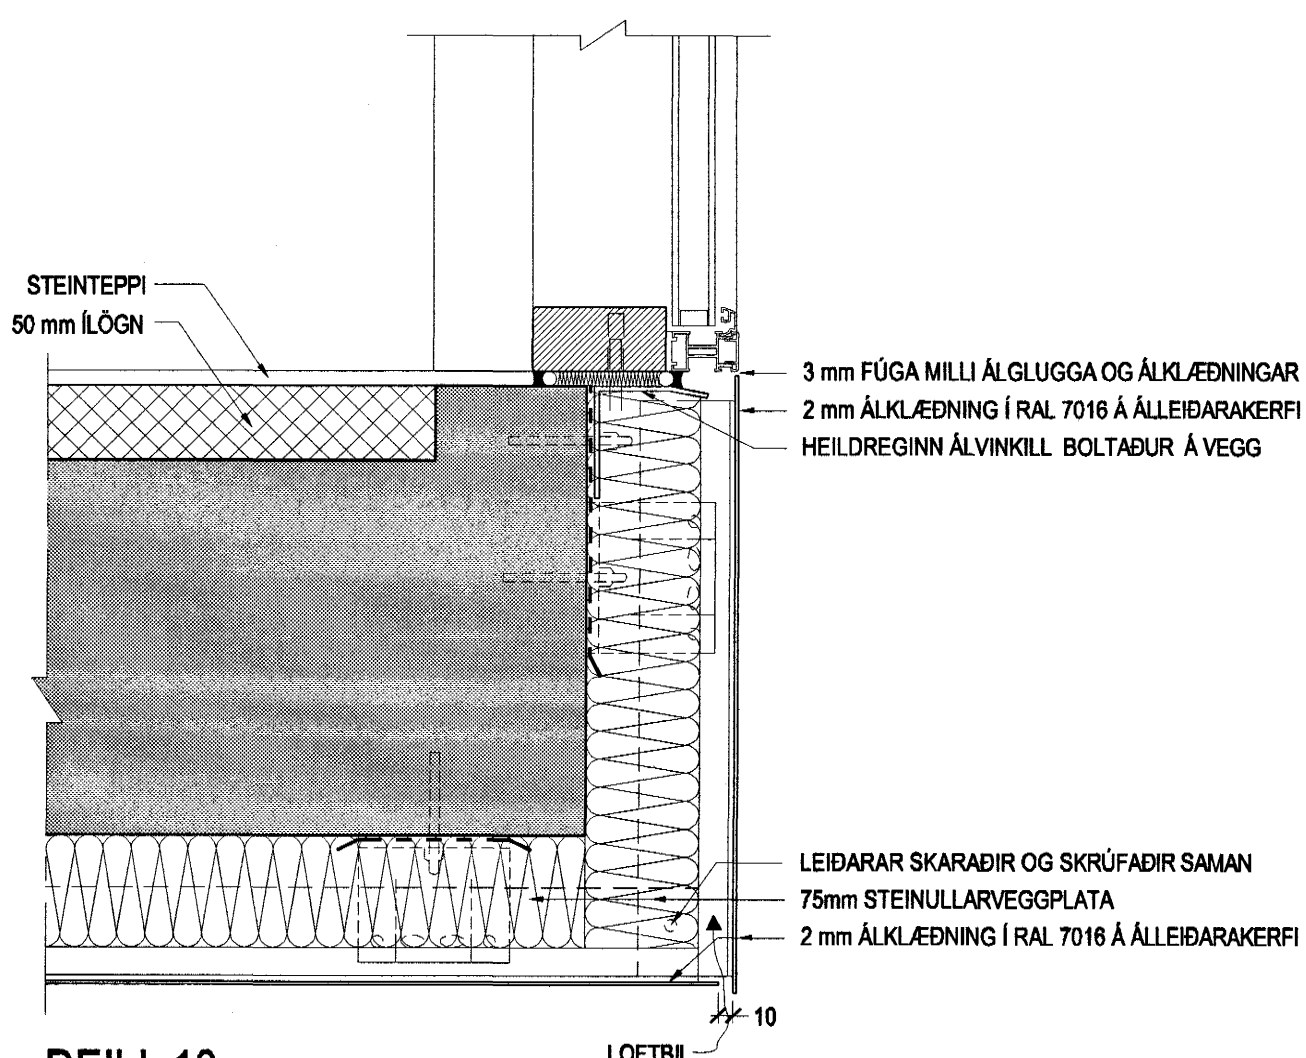 STEINTEPPI
50 mm ÍLÖGN
3 mm FÚGA MILLI ÁLGLUGGA OG ÁLKLÆÐNINGAR
2 mm ÁLKLÆÐNING Í RAL 7016 Á ÁLLEIÐARAKERFI
HEILDREGINN ÁLVINKILL BOLTAÐUR Á VEGG
LEIÐARAR SKARAÐIR OG SKRÚFAÐIR SAMAN
75mm STEINULLARVEGGPLATA
2 mm ÁLKLÆÐNING Í RAL 7016 Á ÁLLEIÐARAKERFI
10
LOFTBIL